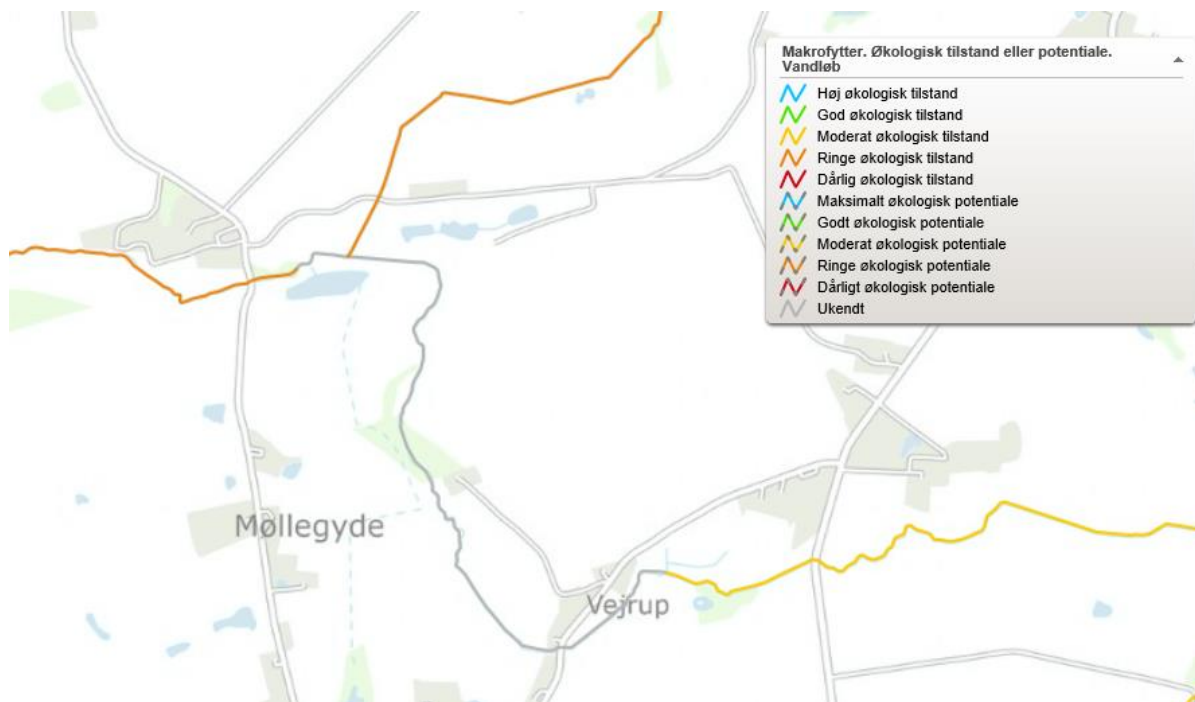 Makrofytter. Økologisk tilstand eller potentiale.
Vandløb
Høj økologisk tilstand
God økologisk tilstand
Moderat økologisk tilstand
Ringe økologisk tilstand
Dårlig økologisk tilstand
Maksimalt økologisk potentiale
Godt økologisk potentiale
Moderat økologisk potentiale
Ringe økologisk potentiale
Dårligt økologisk potentiale
Ukendt
Møllegyde
Vejrup